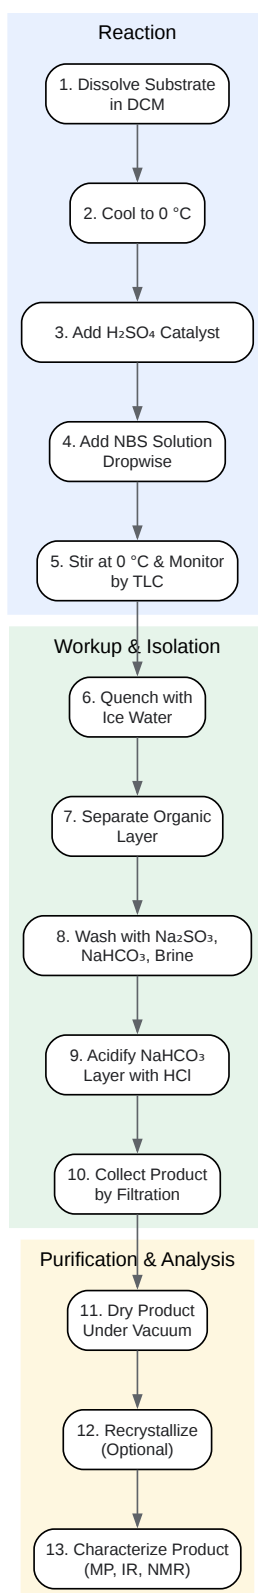 Reaction
1. Dissolve Substrate
in DCM
2. Cool to 0 °C
3. Add H₂SO₄ Catalyst
4. Add NBS Solution
Dropwise
5. Stir at 0 °C & Monitor
by TLC
Workup & Isolation
6. Quench with
Ice Water
7. Separate Organic
Layer
8. Wash with Na₂SO₃,
NaHCO₃, Brine
9. Acidify NaHCO₃
Layer with HCl
10. Collect Product
by Filtration
Purification & Analysis
11. Dry Product
Under Vacuum
12. Recrystallize
(Optional)
13. Characterize Product
(MP, IR, NMR)